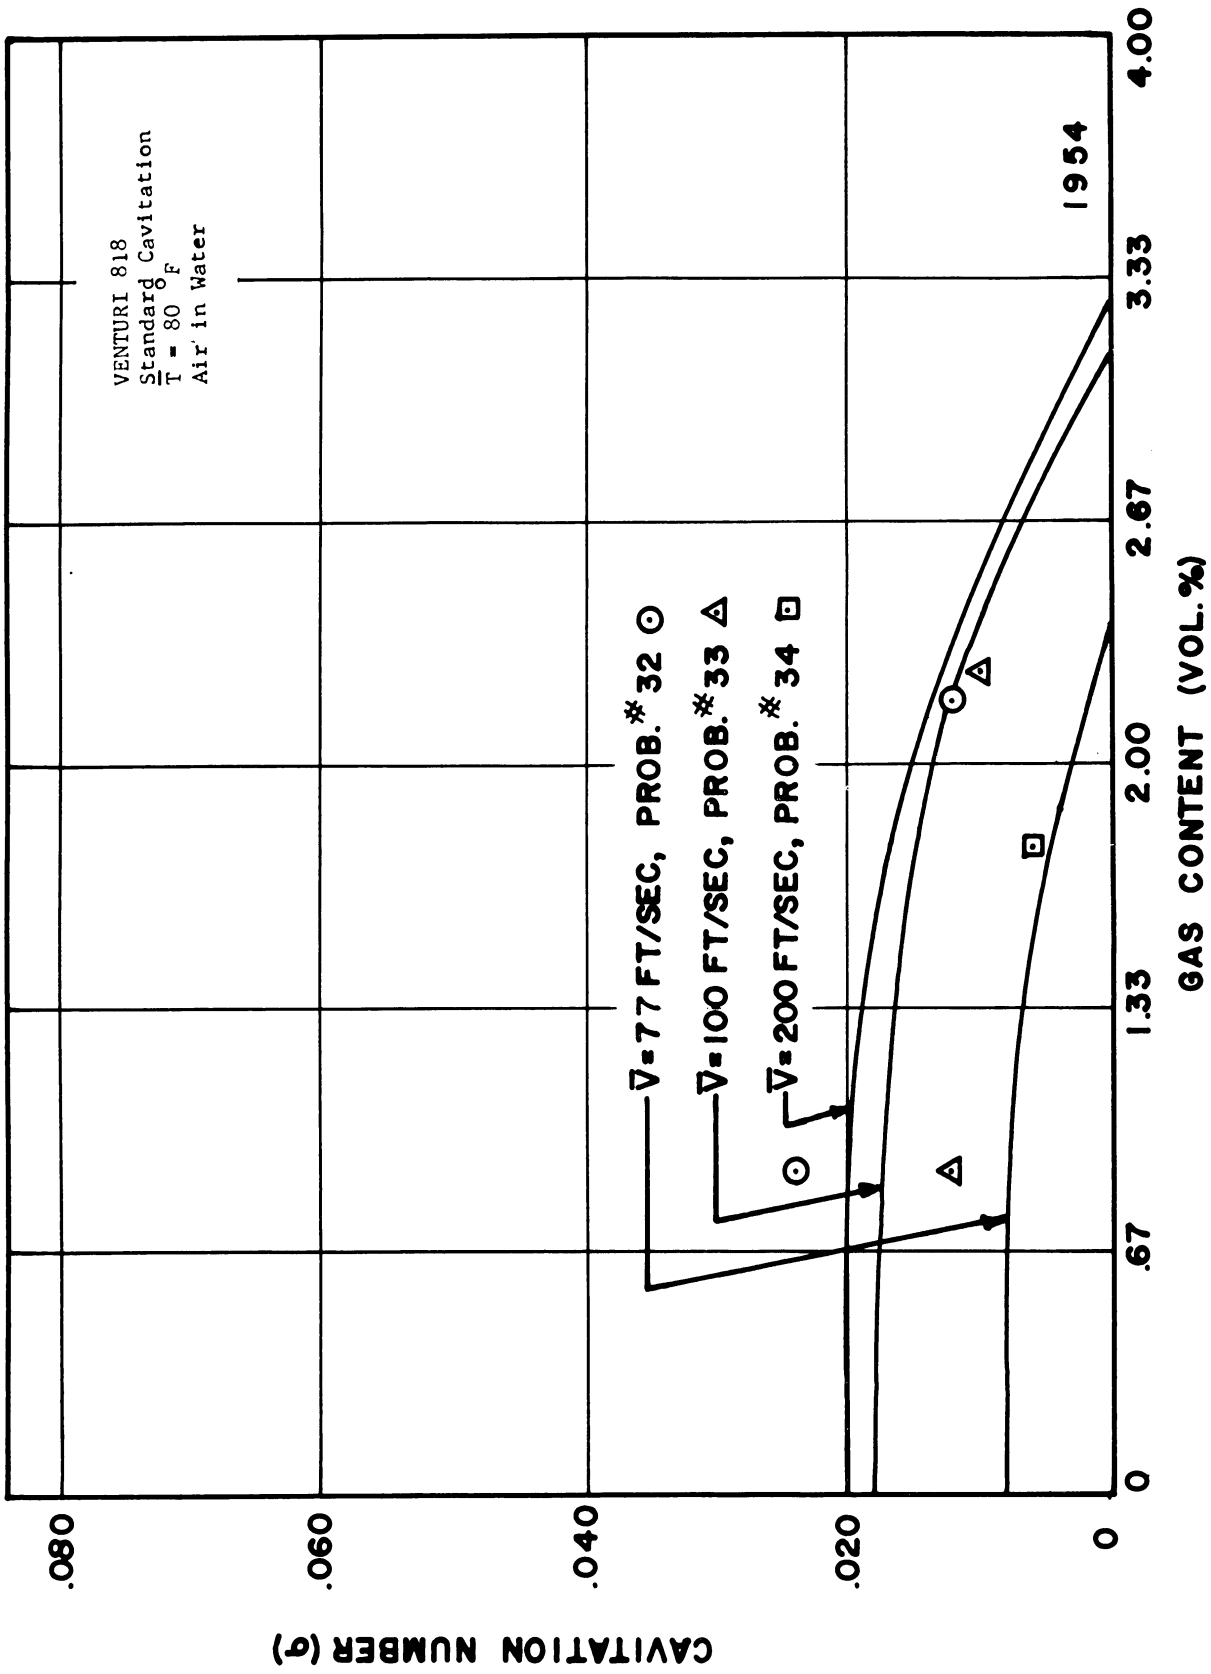 VENTURI 818
Standard Cavitation
T̅ = 80 °F
Air in Water
V̅=77 FT/SEC, PROB. #32
V̅=100 FT/SEC, PROB. #33
V̅=200 FT/SEC, PROB. #34
1954
.080
.060
.040
.020
0
CAVITATION NUMBER (σ)
0
.67
1.33
2.00
2.67
3.33
4.00
GAS CONTENT (VOL. %)